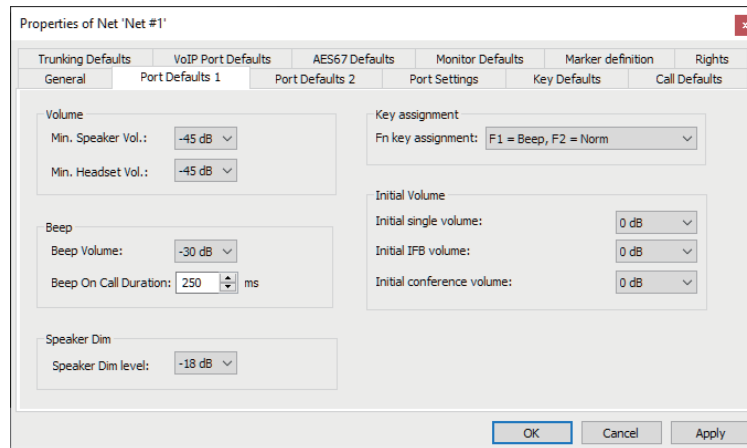 Properties of Net 'Net #1'
x
Trunking Defaults VoIP Port Defaults AES67 Defaults Monitor Defaults Marker definition Rights
General Port Defaults 1 Port Defaults 2 Port Settings Key Defaults Call Defaults
Volume
Min. Speaker Vol.: -45 dB
Min. Headset Vol.: -45 dB
Beep
Beep Volume: -30 dB
Beep On Call Duration: 250 ms
Speaker Dim
Speaker Dim level: -18 dB
Key assignment
Fn key assignment: F1 = Beep, F2 = Norm
Initial Volume
Initial single volume: 0 dB
Initial IFB volume: 0 dB
Initial conference volume: 0 dB
OK Cancel Apply